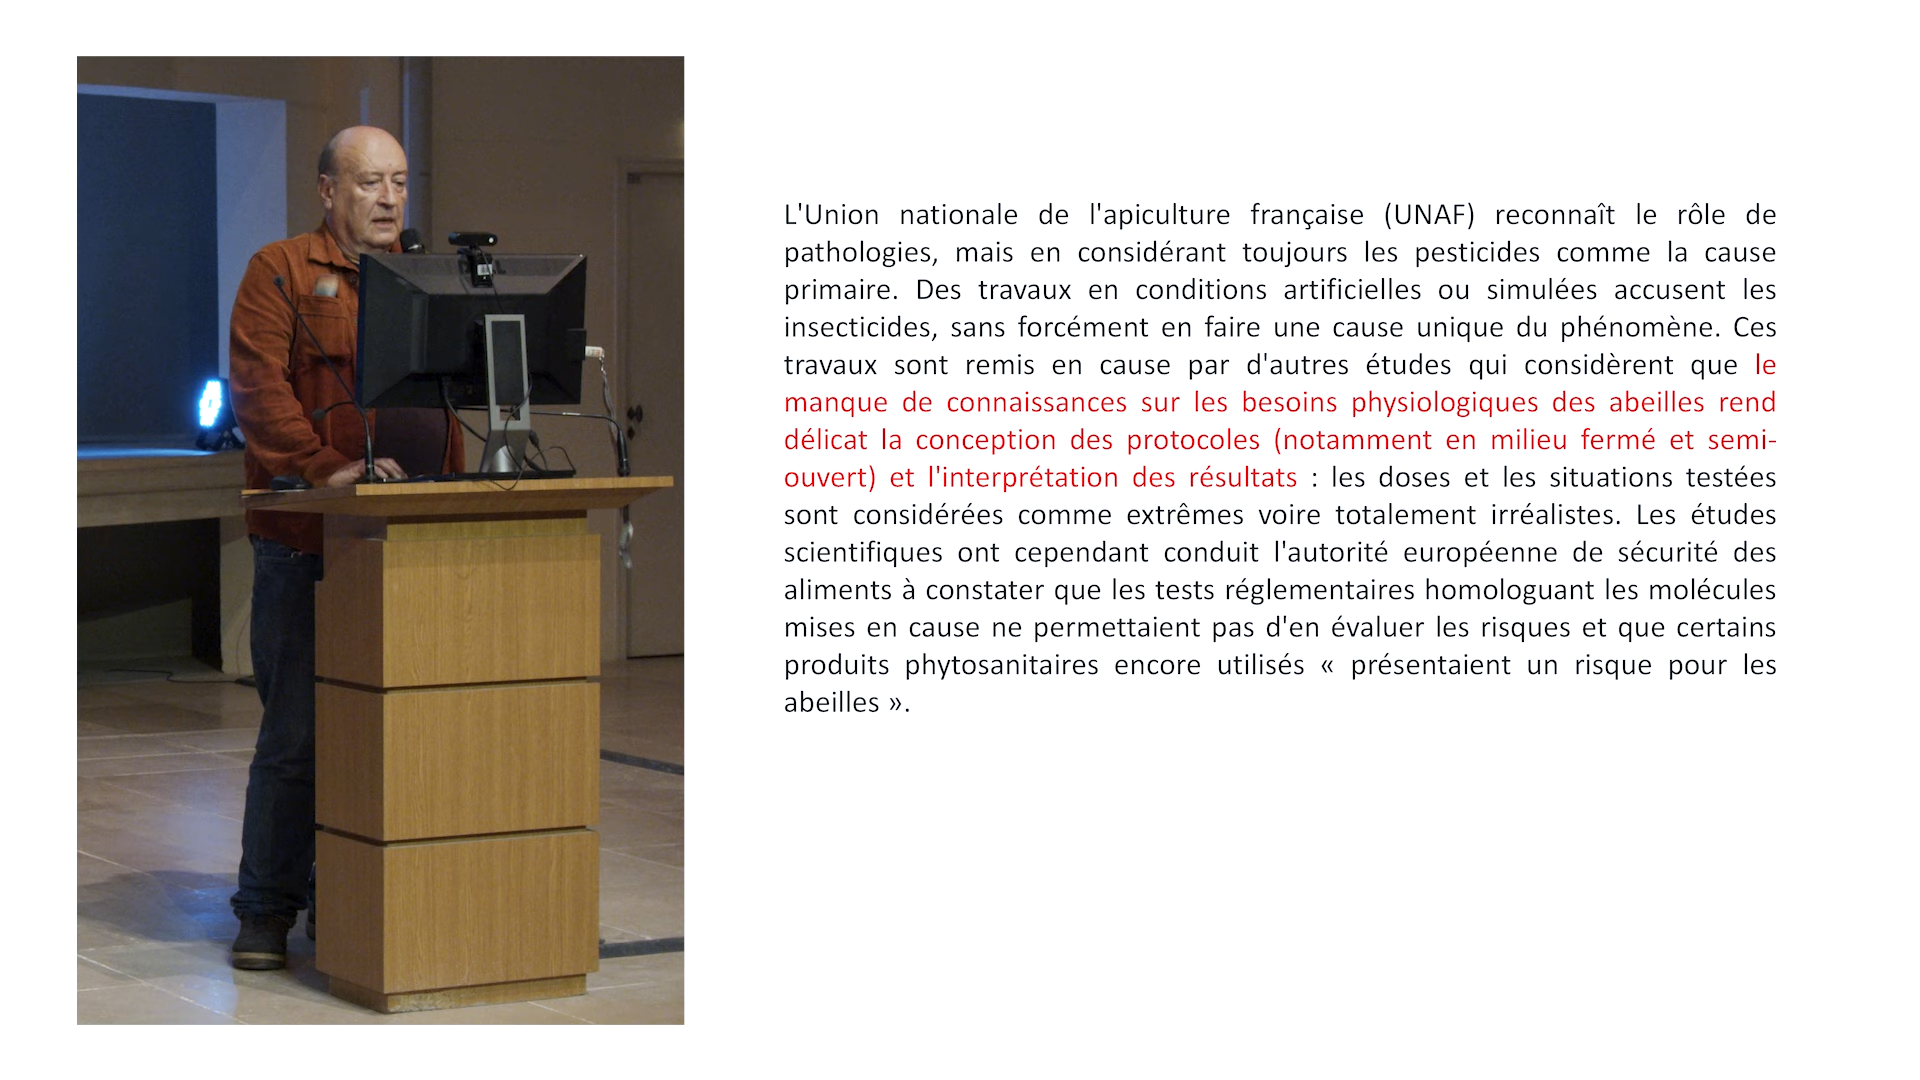 L'Union nationale de l'apiculture française (UNAF) reconnaît le rôle de
pathologies, mais en considérant toujours les pesticides comme la cause
primaire. Des travaux en conditions artificielles ou simulées accusent les
insecticides, sans forcément en faire une cause unique du phénomène. Ces
travaux sont remis en cause par d'autres études qui considèrent que le
manque de connaissances sur les besoins physiologiques des abeilles rend
délicat la conception des protocoles (notamment en milieu fermé et semi-
ouvert) et l'interprétation des résultats : les doses et les situations testées
sont considérées comme extrêmes voire totalement irréalistes. Les études
scientifiques ont cependant conduit l'autorité européenne de sécurité des
aliments à constater que les tests réglementaires homologuant les molécules
mises en cause ne permettaient pas d'en évaluer les risques et que certains
produits phytosanitaires encore utilisés « présentaient un risque pour les
abeilles ».